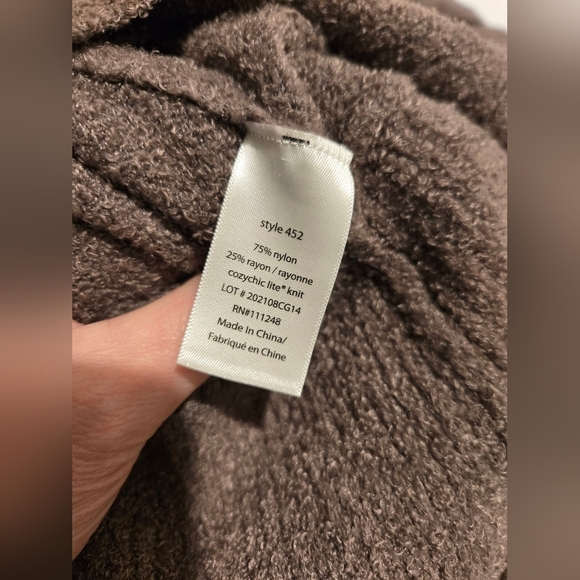 style 452
75% nylon
25% rayon / rayonne
cozychic lite® knit
LOT # 202108CG14
RN#111248
Made In China/
Fabriqué en Chine